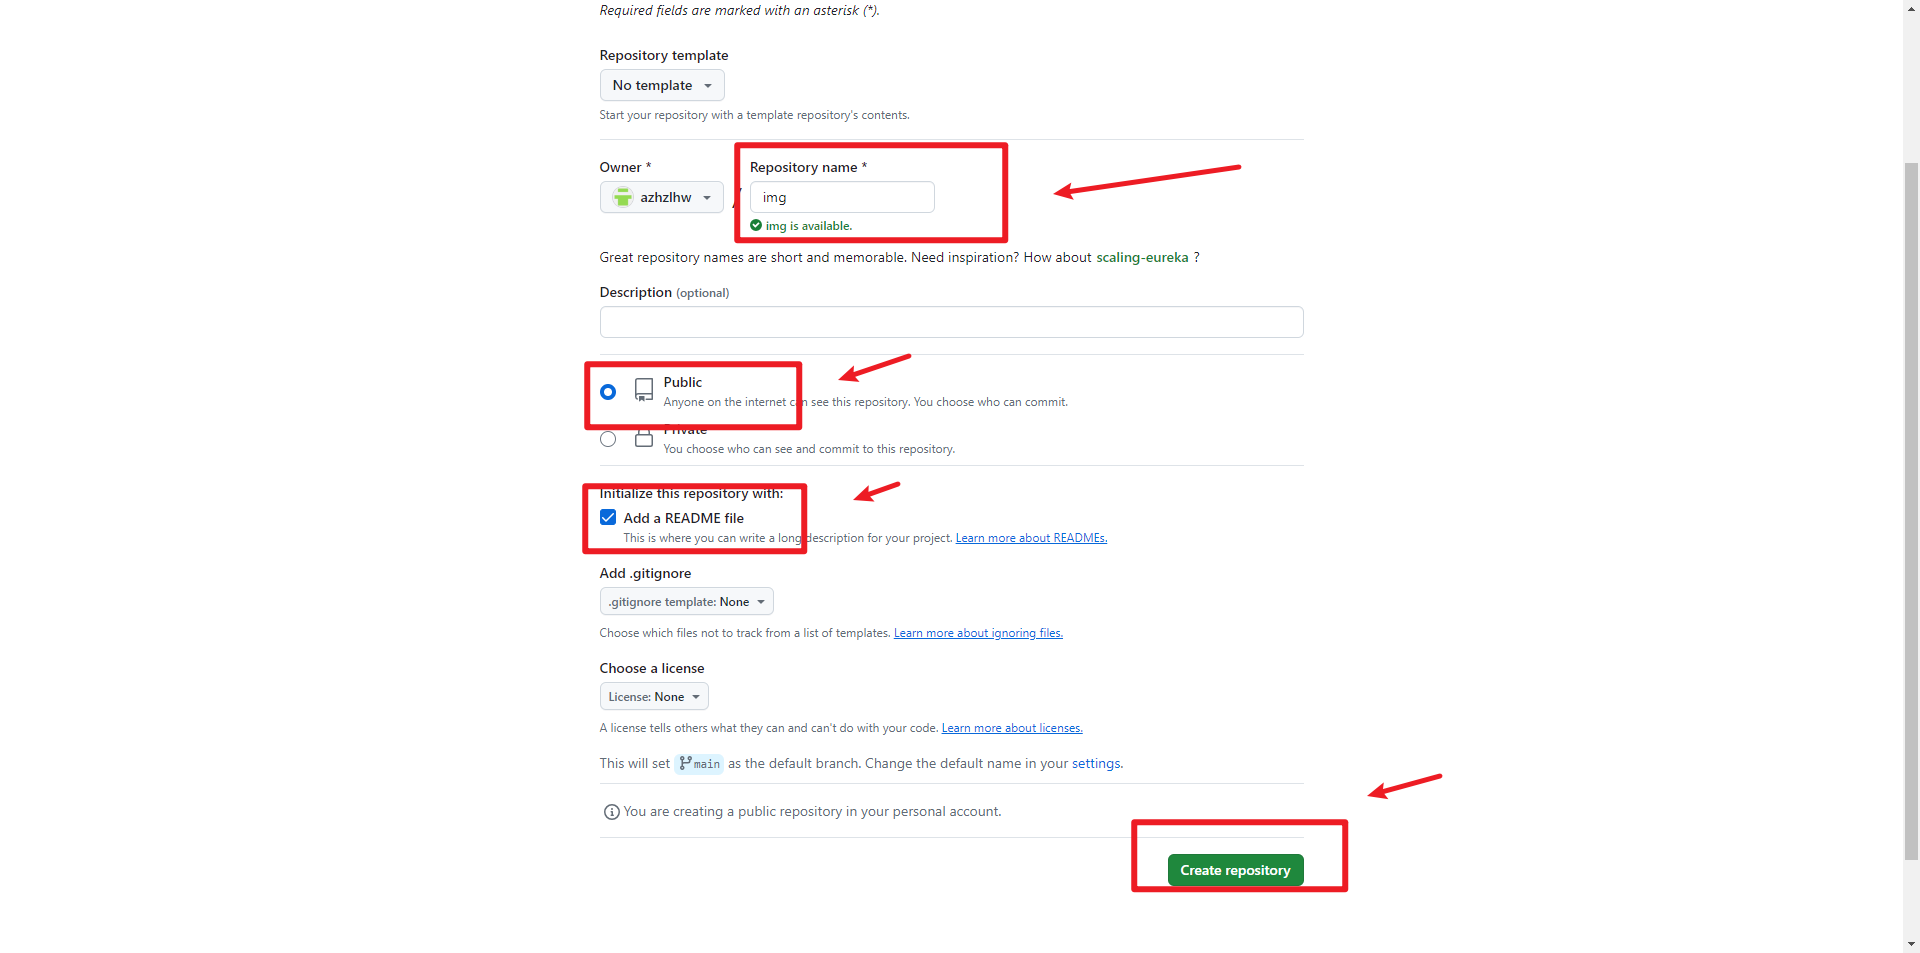 Required fields are marked with an asterisk (*).
Repository template
No template
Start your repository with a template repository's contents.
Owner *
Repository name *
azhzlhw
/
img
img is available.
Great repository names are short and memorable. Need inspiration? How about scaling-eureka ?
Description (optional)
Public
Anyone on the internet can see this repository. You choose who can commit.
Private
You choose who can see and commit to this repository.
Initialize this repository with:
Add a README file
This is where you can write a long description for your project. Learn more about READMEs.
Add .gitignore
.gitignore template: None
Choose which files not to track from a list of templates. Learn more about ignoring files.
Choose a license
License: None
A license tells others what they can and can't do with your code. Learn more about licenses.
This will set main as the default branch. Change the default name in your settings.
You are creating a public repository in your personal account.
Create repository